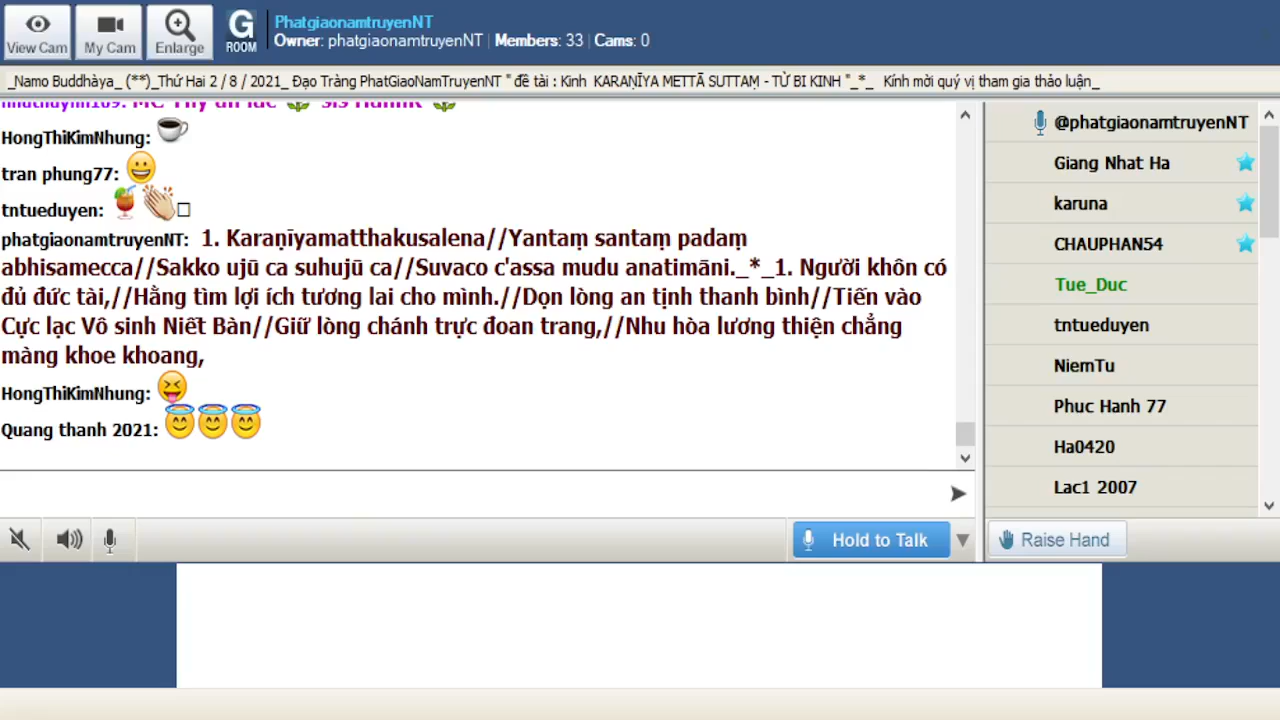 View Cam
My Cam
Enlarge
G
ROOM
PhatgiaonamtruyenNT
Owner: phatgiaonamtruyenNT | Members: 33 | Cams: 0
_Namo Buddhàya_ (**)_Thứ Hai 2 / 8 / 2021_ Đạo Tràng PhatGiaoNamTruyenNT " đề tài : Kinh KARAṆĪYA METTĀ SUTTAṂ - TỪ BI KINH "_*_ Kính mời quý vị tham gia thảo luận_
HongThiKimNhung:
tran phung77:
tntueduyen:
phatgiaonamtruyenNT: 1. Karaṇīyamatthakusalena//Yantaṃ santaṃ padaṃ
abhisamecca//Sakko ujū ca suhujū ca//Suvaco c'assa mudu anatimāni._*_1. Người khôn có
đủ đức tài,//Hằng tìm lợi ích tương lai cho mình.//Dọn lòng an tịnh thanh bình//Tiến vào
Cực lạc Vô sinh Niết Bàn//Giữ lòng chánh trực đoan trang,//Nhu hòa lương thiện chẳng
màng khoe khoang,
HongThiKimNhung:
Quang thanh 2021:
@phatgiaonamtruyenNT
Giang Nhat Ha
karuna
CHAUPHAN54
Tue_Duc
tntueduyen
NiemTu
Phuc Hanh 77
Ha0420
Lac1 2007
Hold to Talk
Raise Hand